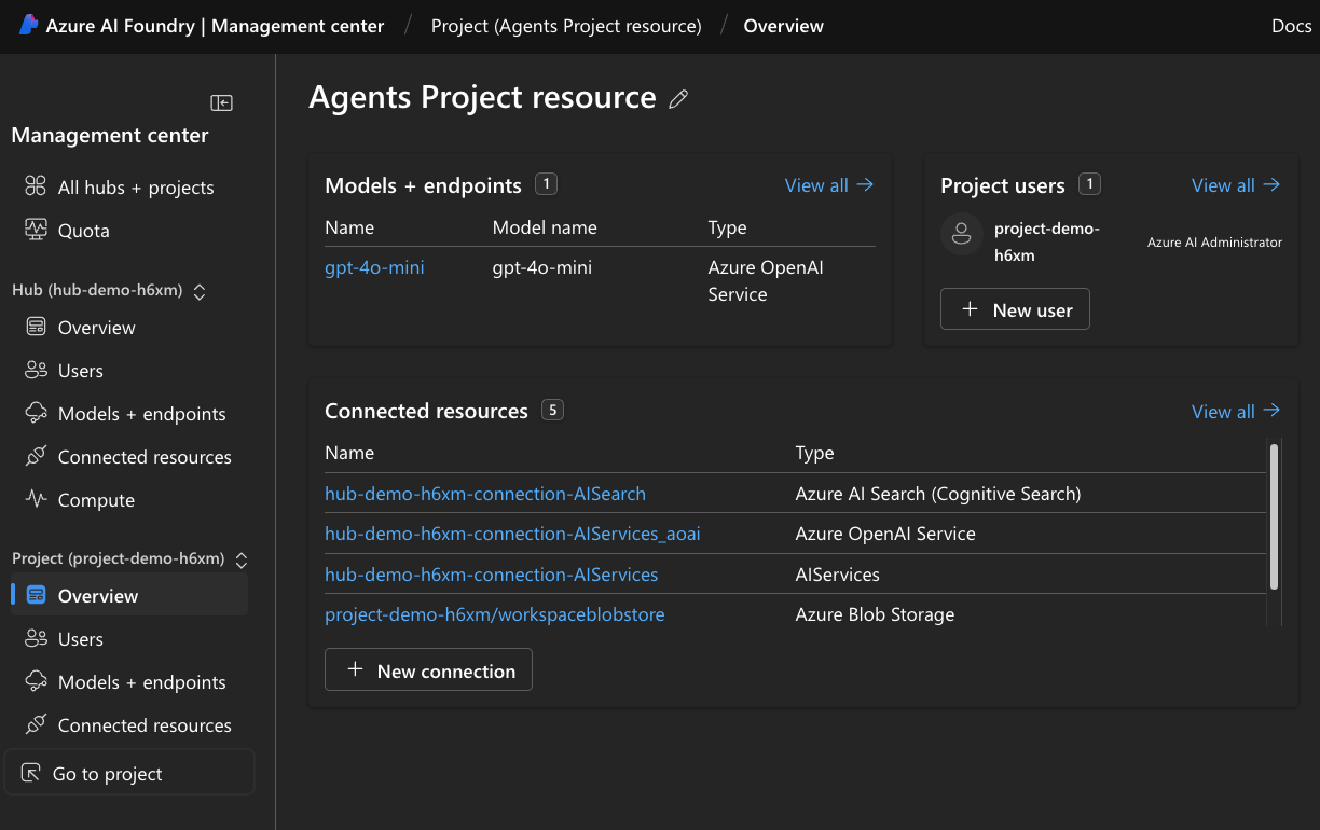 Azure AI Foundry | Management center / Project (Agents Project resource) / Overview Docs
Management center
All hubs + projects
Quota
Hub (hub-demo-h6xm)
Overview
Users
Models + endpoints
Connected resources
Compute
Project (project-demo-h6xm)
Overview
Users
Models + endpoints
Connected resources
Go to project
Agents Project resource
Models + endpoints 1 View all
Name Model name Type
gpt-4o-mini gpt-4o-mini Azure OpenAI
Service
Project users 1 View all
project-demo-
h6xm
Azure AI Administrator
+ New user
Connected resources 5 View all
Name Type
hub-demo-h6xm-connection-AISearch Azure AI Search (Cognitive Search)
hub-demo-h6xm-connection-AIServices_aoai Azure OpenAI Service
hub-demo-h6xm-connection-AIServices AIServices
project-demo-h6xm/workspaceblobstore Azure Blob Storage
+ New connection